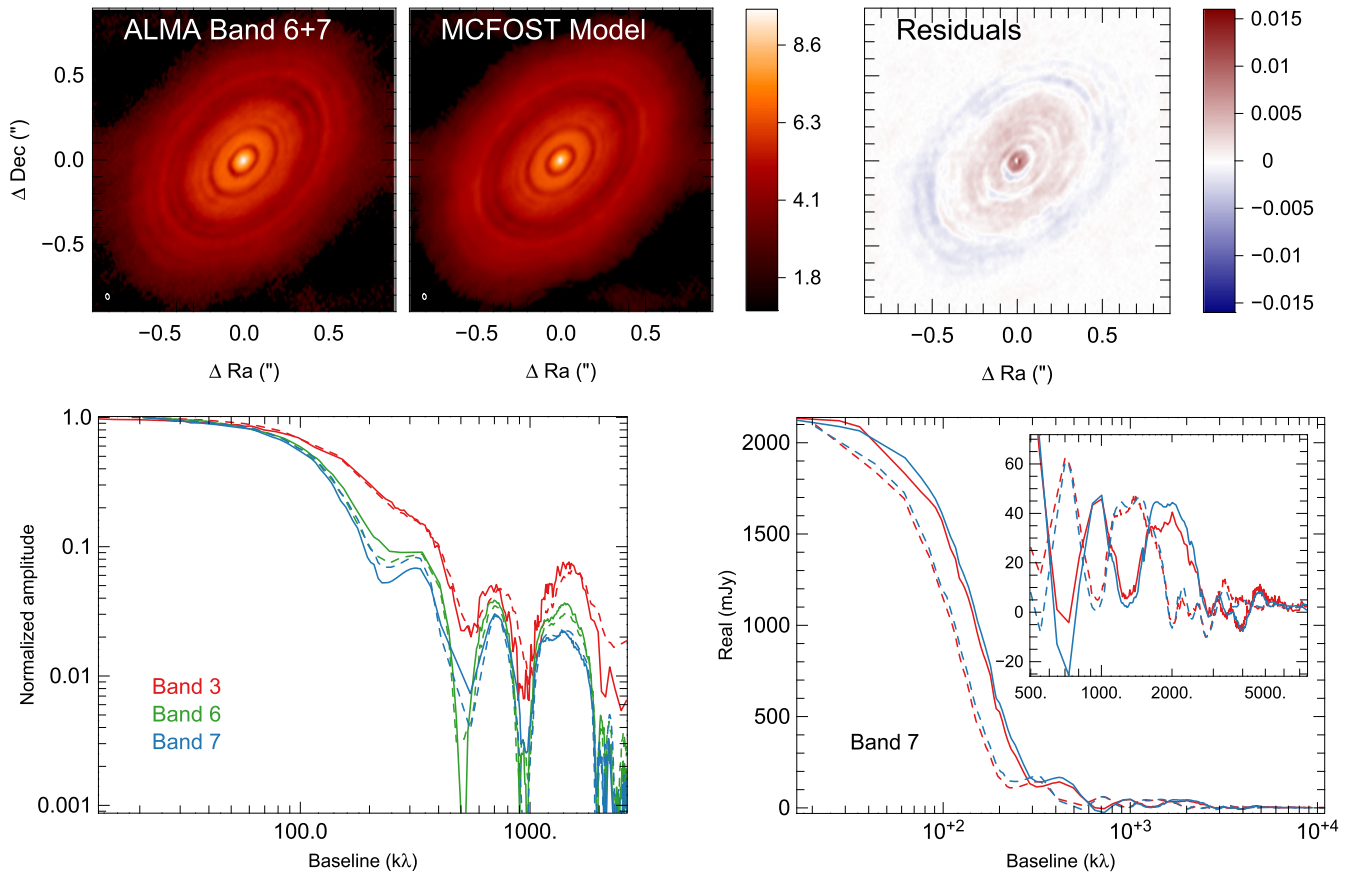 ALMA Band 6+7
MCFOST Model
Residuals
0.5
0.0
−0.5
Δ Dec (")
−0.5 0.0 0.5
Δ Ra (")
−0.5 0.0 0.5
Δ Ra (")
8.6
6.3
4.1
1.8
−0.5 0.0 0.5
Δ Ra (")
0.015
0.01
0.005
0
−0.005
−0.01
−0.015
1.0
0.1
0.01
0.001
Normalized amplitude
Band 3
Band 6
Band 7
100.0 1000.
Baseline (kλ)
2000
1500
1000
500
0
Real (mJy)
60
40
20
0
−20
500. 1000. 2000. 5000.
Band 7
10+2 10+3 10+4
Baseline (kλ)